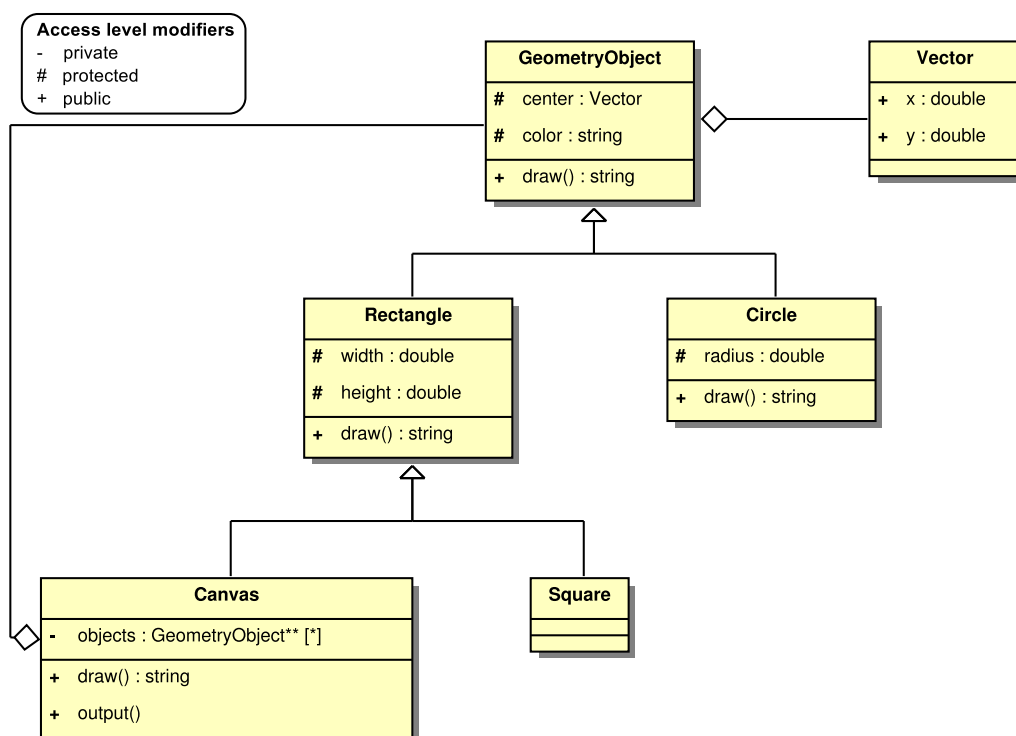 Access level modifiers
- private
# protected
+ public
GeometryObject
# center : Vector
# color : string
+ draw() : string
Vector
+ x : double
+ y : double
Rectangle
# width : double
# height : double
+ draw() : string
Circle
# radius : double
+ draw() : string
Canvas
- objects : GeometryObject** [*]
+ draw() : string
+ output()
Square